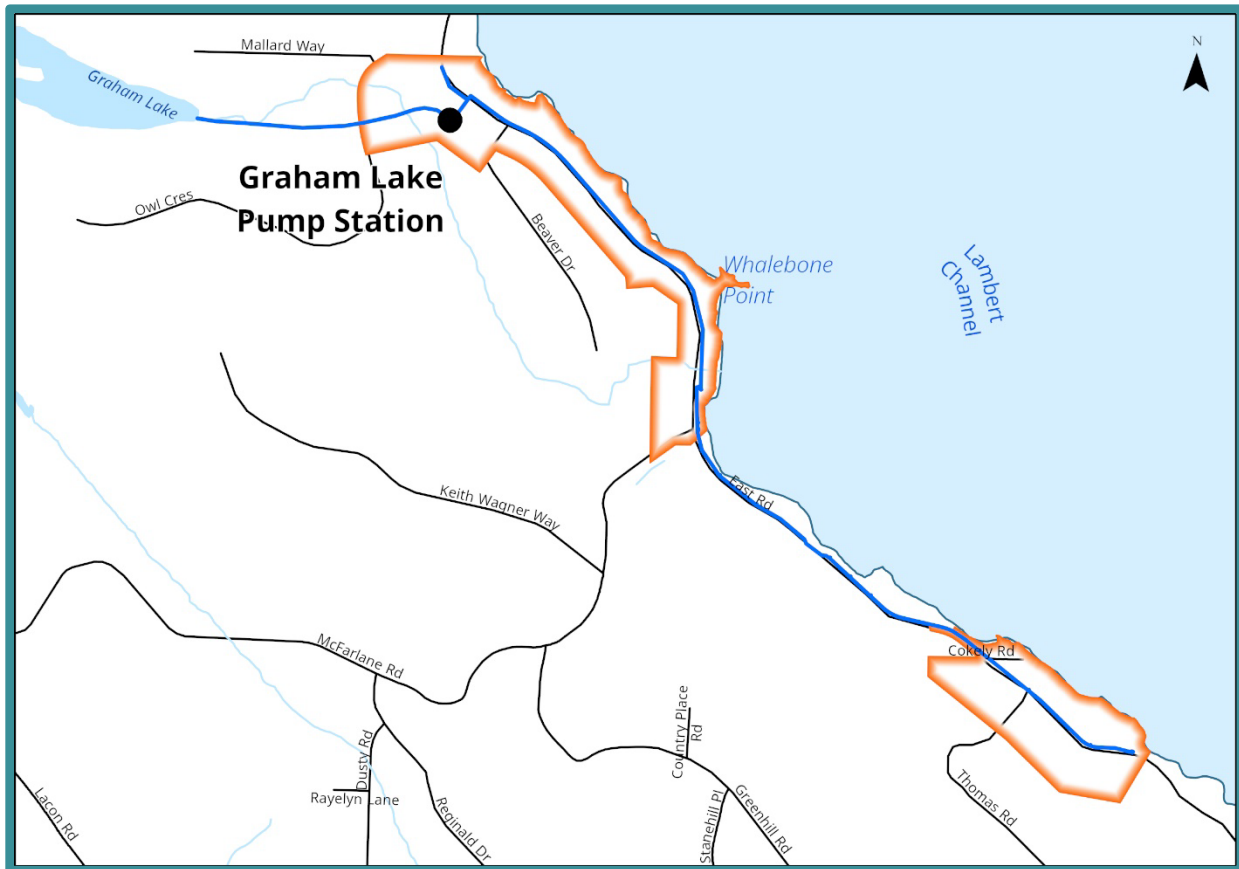 Mallard Way
N
Graham Lake
Graham Lake
Pump Station
Owl Cres
Beaver Dr
Whalebone
Point
Lambert
Channel
East Rd
Keith Wagner Way
McFarlane Rd
Cokely Rd
Country Place
Rd
Dusty Rd
Rayelyn Lane
Lacon Rd
Reginald Dr
Stanehill Pl
Greenhill Rd
Thomas Rd